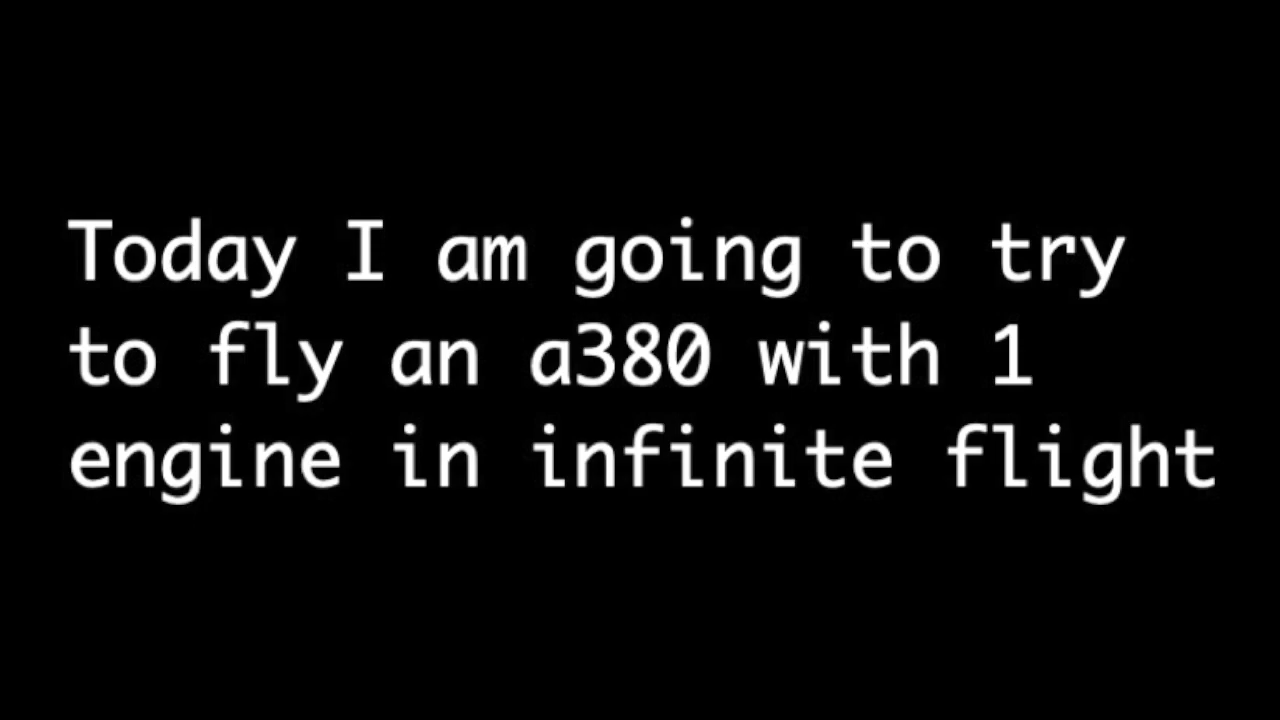 Today I am going to try
to fly an a380 with 1
engine in infinite flight